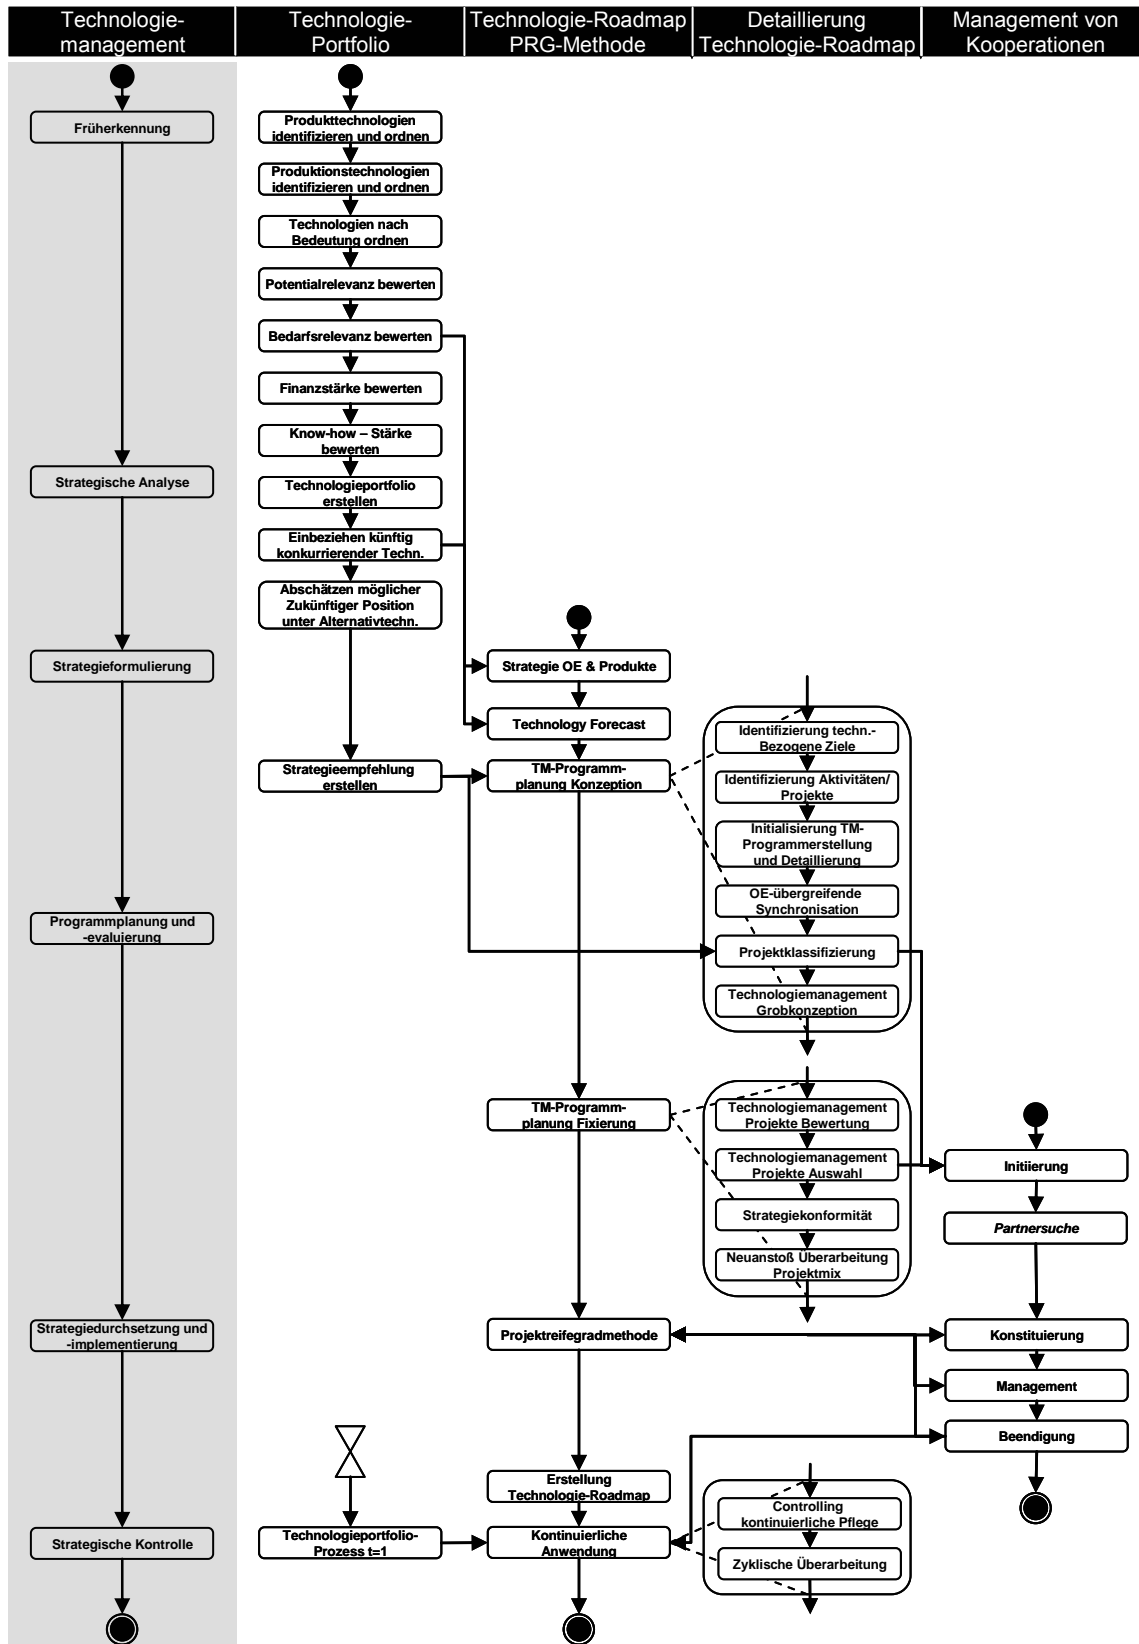 Technologie-
management
Technologie-
Portfolio
Technologie-Roadmap
PRG-Methode
Detaillierung
Technologie-Roadmap
Management von
Kooperationen
Früherkennung
Strategische Analyse
Strategieformulierung
Programmplanung und
-evaluierung
Strategiedurchsetzung und
-implementierung
Strategische Kontrolle
Produkttechnologien
identifizieren und ordnen
Produktionstechnologien
identifizieren und ordnen
Technologien nach
Bedeutung ordnen
Potentialrelevanz bewerten
Bedarfsrelevanz bewerten
Finanzstärke bewerten
Know-how – Stärke
bewerten
Technologieportfolio
erstellen
Einbeziehen künftig
konkurrierender Techn.
Abschätzen möglicher
Zukünftiger Position
unter Alternativtechn.
Strategieempfehlung
erstellen
Technologieportfolio-
Prozess t=1
Strategie OE & Produkte
Technology Forecast
TM-Programm-
planung Konzeption
TM-Programm-
planung Fixierung
Projektreifegradmethode
Erstellung
Technologie-Roadmap
Kontinuierliche
Anwendung
Identifizierung techn.-
Bezogene Ziele
Identifizierung Aktivitäten/
Projekte
Initialisierung TM-
Programmerstellung
und Detaillierung
OE-übergreifende
Synchronisation
Projektklassifizierung
Technologiemanagement
Grobkonzeption
Technologiemanagement
Projekte Bewertung
Technologiemanagement
Projekte Auswahl
Strategiekonformität
Neuanstoß Überarbeitung
Projektmix
Controlling
kontinuierliche Pflege
Zyklische Überarbeitung
Initiierung
Partnersuche
Konstituierung
Management
Beendigung